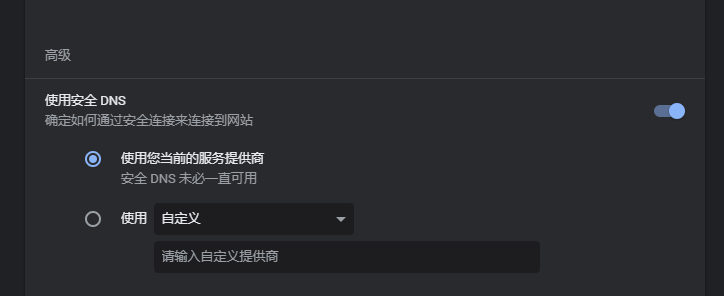 高级
使用安全 DNS
确定如何通过安全连接来连接到网站
使用您当前的服务提供商
安全 DNS 未必一直可用
使用 自定义
请输入自定义提供商